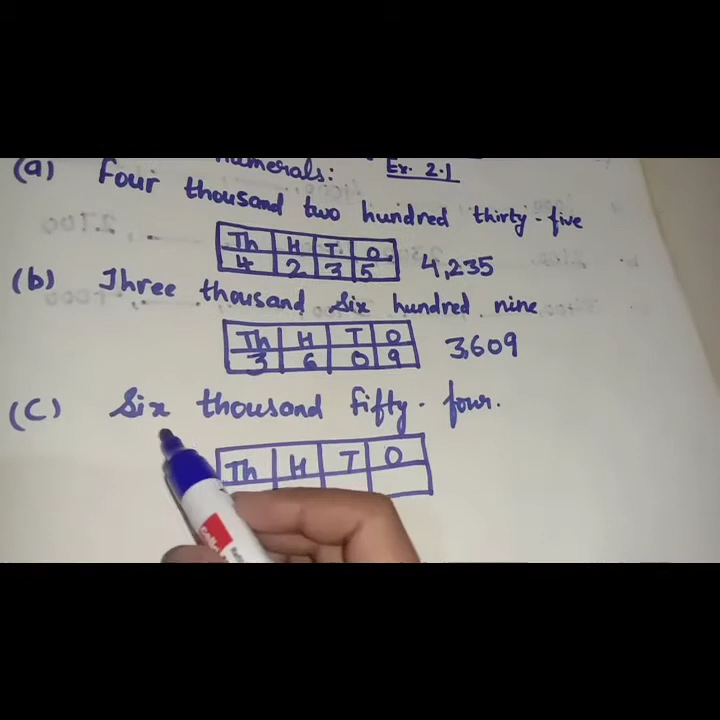 numerals: Ex. 2.1
(a) Four thousand two hundred thirty-five
Th H T O
4 2 3 5 4,235
(b) Three thousand Six hundred nine
Th H T O
3 6 0 9 3,609
(C) Six thousand fifty-four.
Th H T O